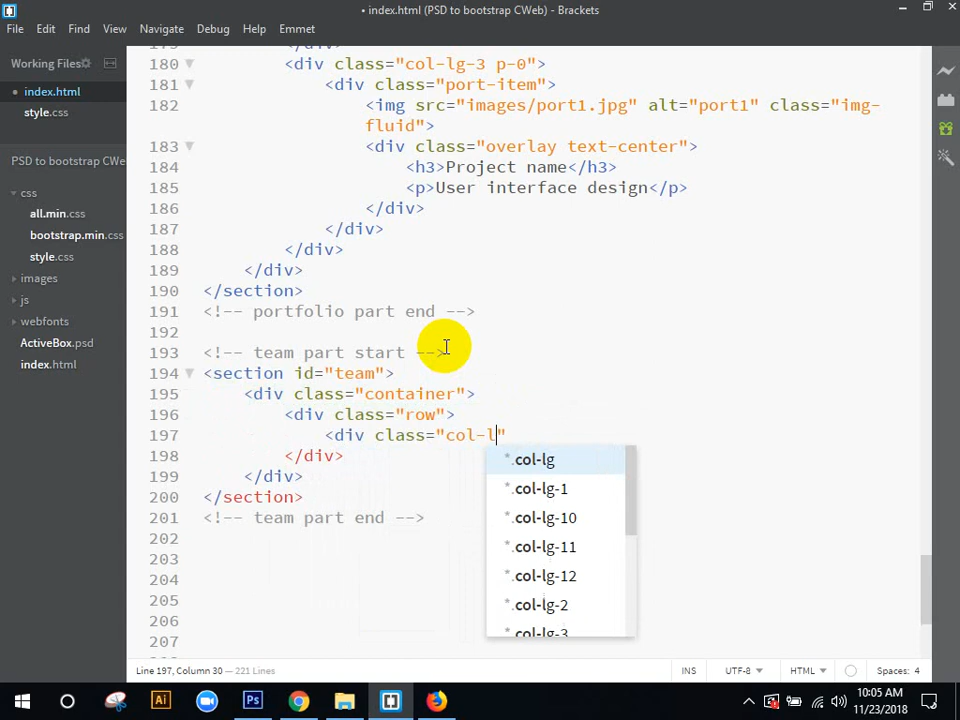 • index.html (PSD to bootstrap CWeb) - Brackets
File Edit Find View Navigate Debug Help Emmet
Working Files
• index.html
style.css
PSD to bootstrap CWe
css
all.min.css
bootstrap.min.css
style.css
images
js
webfonts
ActiveBox.psd
index.html
180 <div class="col-lg-3 p-0">
181 <div class="port-item">
182 <img src="images/port1.jpg" alt="port1" class="img-
fluid">
183 <div class="overlay text-center">
184 <h3>Project name</h3>
185 <p>User interface design</p>
186 </div>
187 </div>
188 </div>
189 </div>
190 </section>
191 <!-- portfolio part end -->
192
193 <!-- team part start -->
194 <section id="team">
195 <div class="container">
196 <div class="row">
197 <div class="col-l"
198 </div>
199 </div>
200 </section>
201 <!-- team part end -->
202
203
204
205
206
207
*.col-lg
*.col-lg-1
*.col-lg-10
*.col-lg-11
*.col-lg-12
*.col-lg-2
*.col-lg-3
Line 197, Column 30 — 221 Lines
INS UTF-8 HTML Spaces: 4
Ai Ps
10:05 AM
11/23/2018